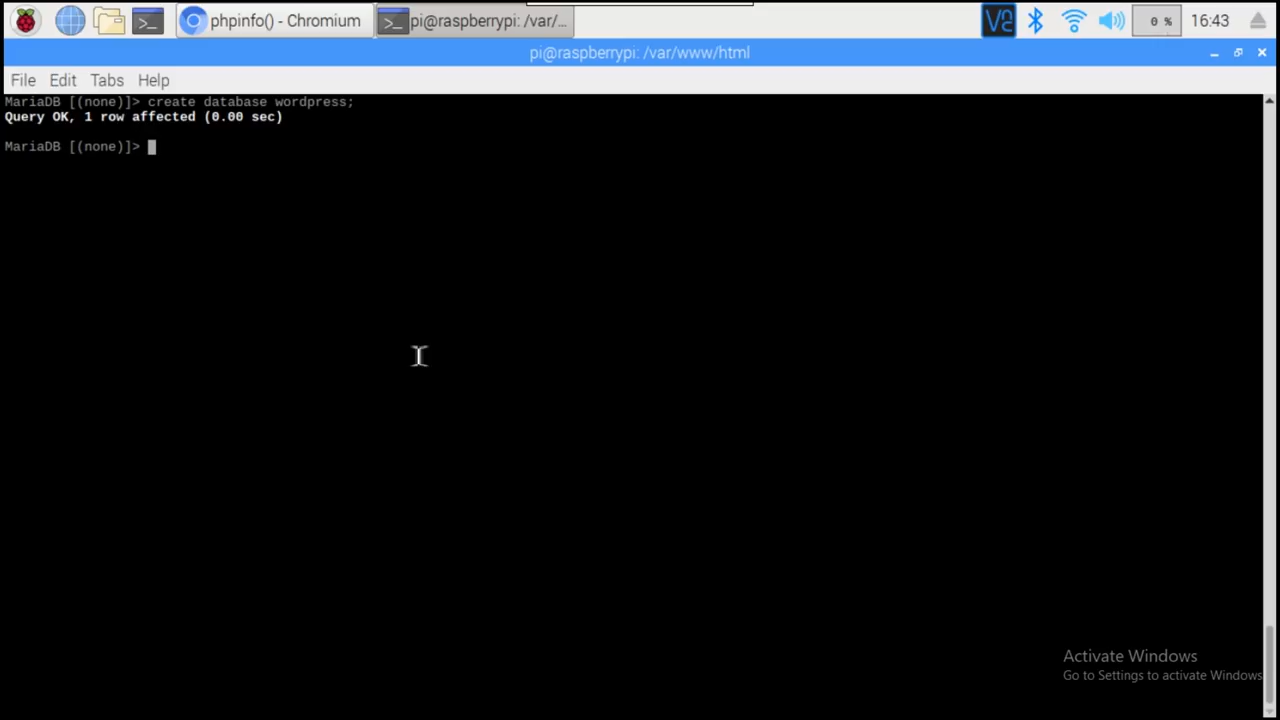 phpinfo() - Chromium
pi@raspberrypi: /var/...
0 %
16:43
pi@raspberrypi: /var/www/html
File Edit Tabs Help
MariaDB [(none)]> create database wordpress;
Query OK, 1 row affected (0.00 sec)
MariaDB [(none)]>
Activate Windows
Go to Settings to activate Windows